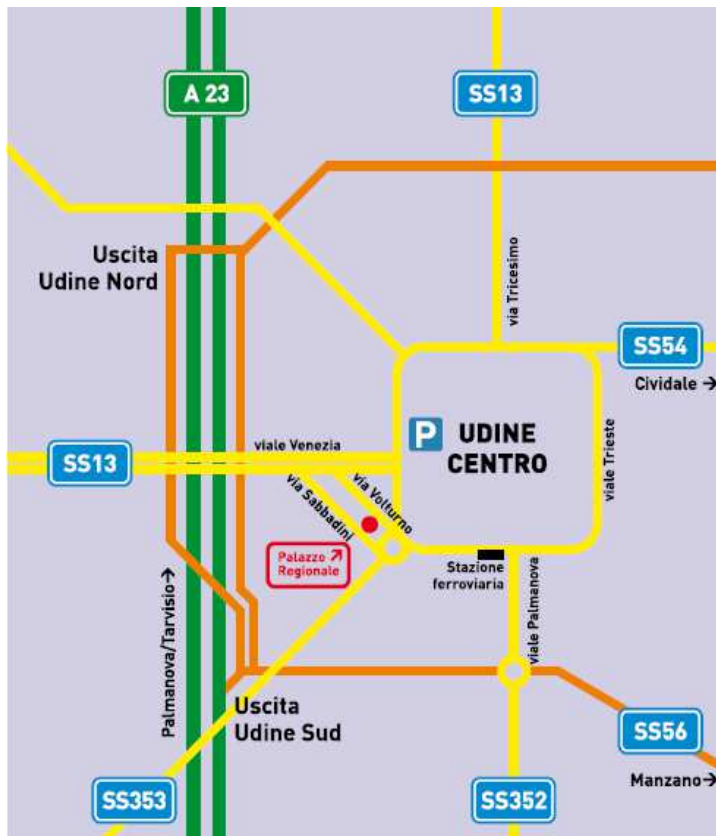 A 23
SS13
via Tricesimo
Uscita
Udine Nord
SS54
Cividale →
P
UDINE
CENTRO
viale Venezia
SS13
viale Trieste
via Sabbadini
via Volturno
Palazzo ↗
Regionale
Stazione
ferroviaria
viale Palmanova
Palmanova/Tarvisio→
Uscita
Udine Sud
SS56
Manzano→
SS353
SS352